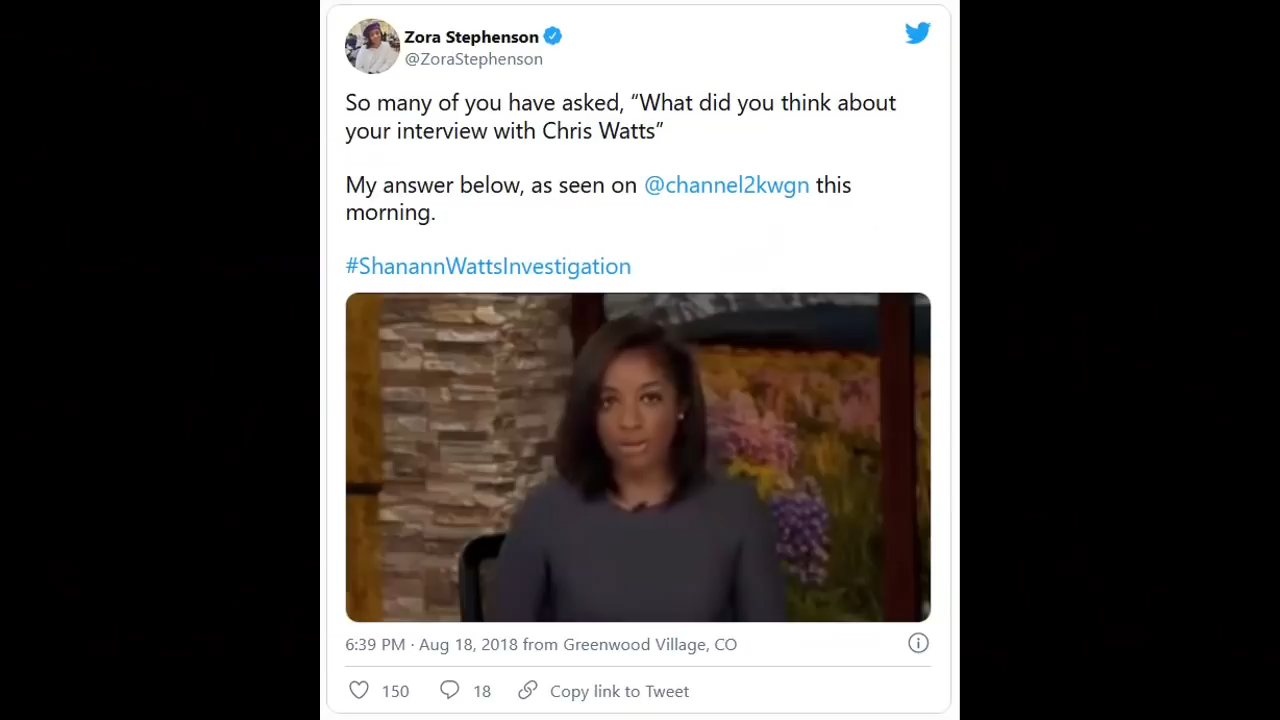 Zora Stephenson
@ZoraStephenson
So many of you have asked, “What did you think about
your interview with Chris Watts”
My answer below, as seen on @channel2kwgn this
morning.
#ShanannWattsInvestigation
6:39 PM · Aug 18, 2018 from Greenwood Village, CO
150 18 Copy link to Tweet